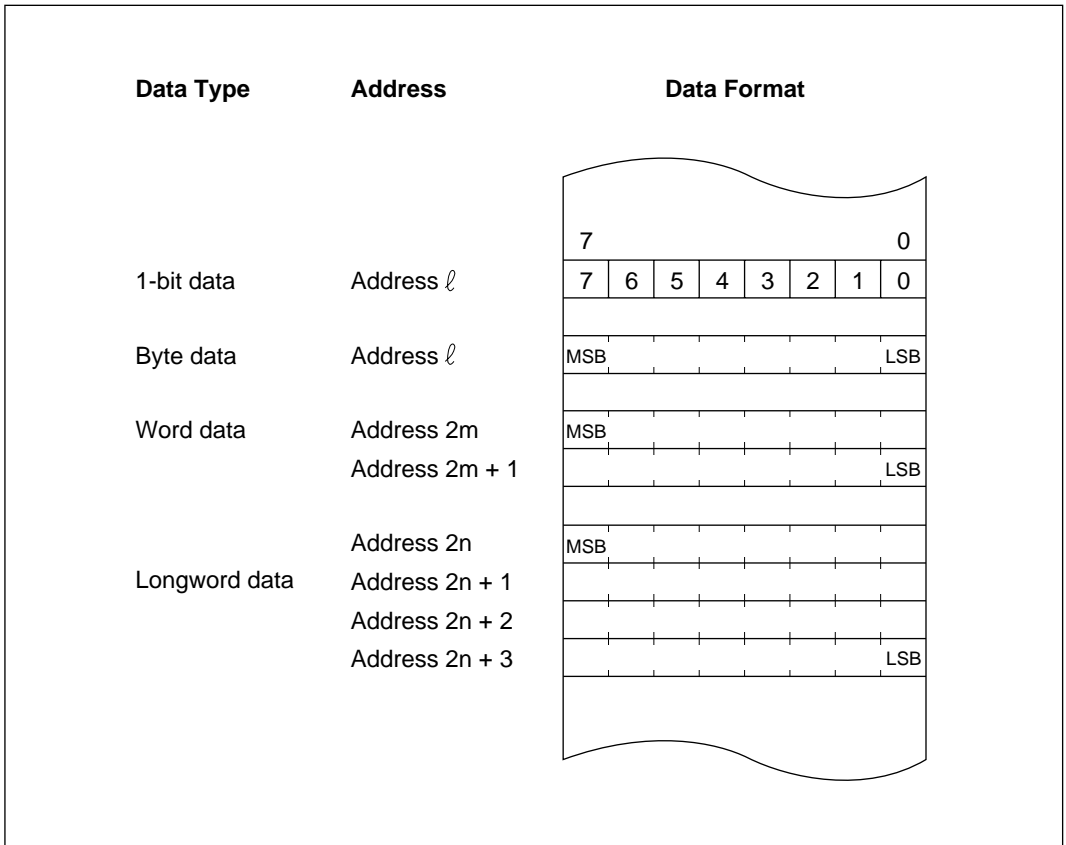 Data Type Address Data Format
7 0
1-bit data Address ℓ 7 6 5 4 3 2 1 0
Byte data Address ℓ MSB LSB
Word data Address 2m MSB
Address 2m + 1 LSB
Address 2n MSB
Longword data Address 2n + 1
Address 2n + 2
Address 2n + 3 LSB